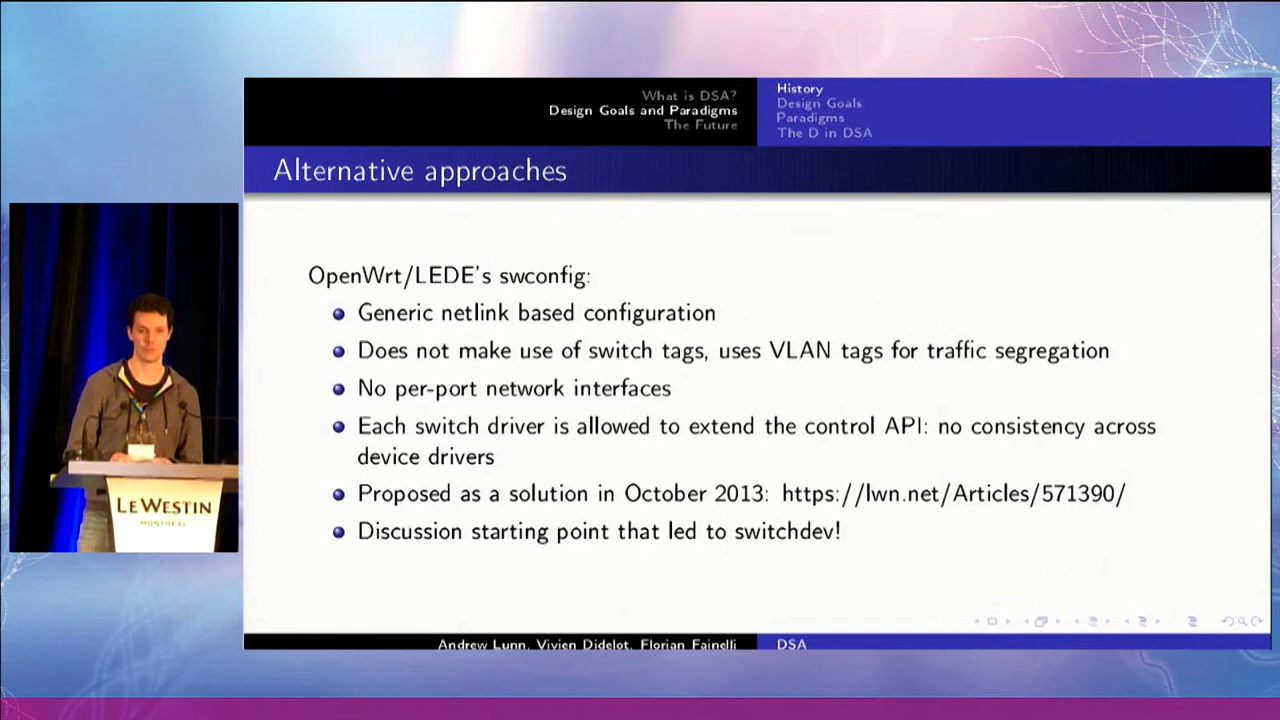 What is DSA?
Design Goals and Paradigms
The Future
History
Design Goals
Paradigms
The D in DSA
Alternative approaches
OpenWrt/LEDE's swconfig:
Generic netlink based configuration
Does not make use of switch tags, uses VLAN tags for traffic segregation
No per-port network interfaces
Each switch driver is allowed to extend the control API: no consistency across
device drivers
Proposed as a solution in October 2013: https://lwn.net/Articles/571390/
Discussion starting point that led to switchdev!
LE WESTIN
MONTRÉAL
Andrew Lunn, Vivien Didelot, Florian Fainelli
DSA